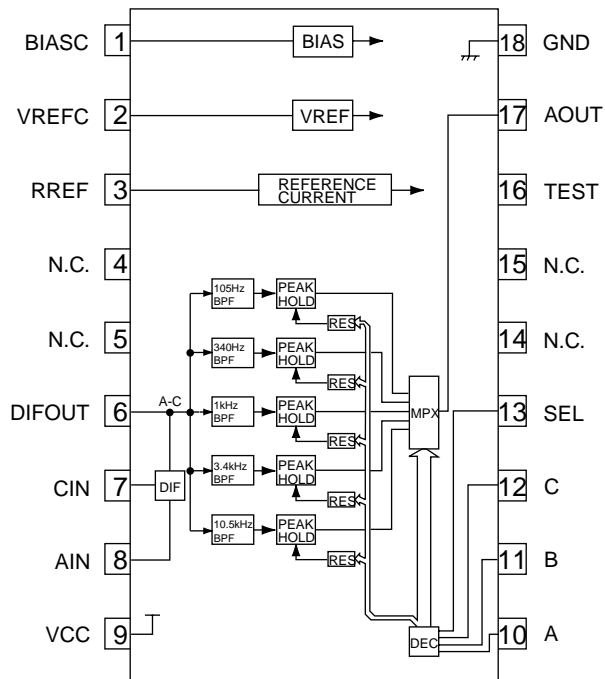 BIASC 1 BIAS 18 GND
VREFC 2 VREF 17 AOUT
RREF 3 REFERENCE CURRENT 16 TEST
N.C. 4 15 N.C.
105Hz BPF PEAK HOLD
RES
N.C. 5 14 N.C.
340Hz BPF PEAK HOLD
RES
DIFOUT 6 A-C 1kHz BPF PEAK HOLD MPX 13 SEL
RES
CIN 7 DIF 3.4kHz BPF PEAK HOLD 12 C
RES
10.5kHz BPF PEAK HOLD
AIN 8 RES 11 B
VCC 9 DEC 10 A